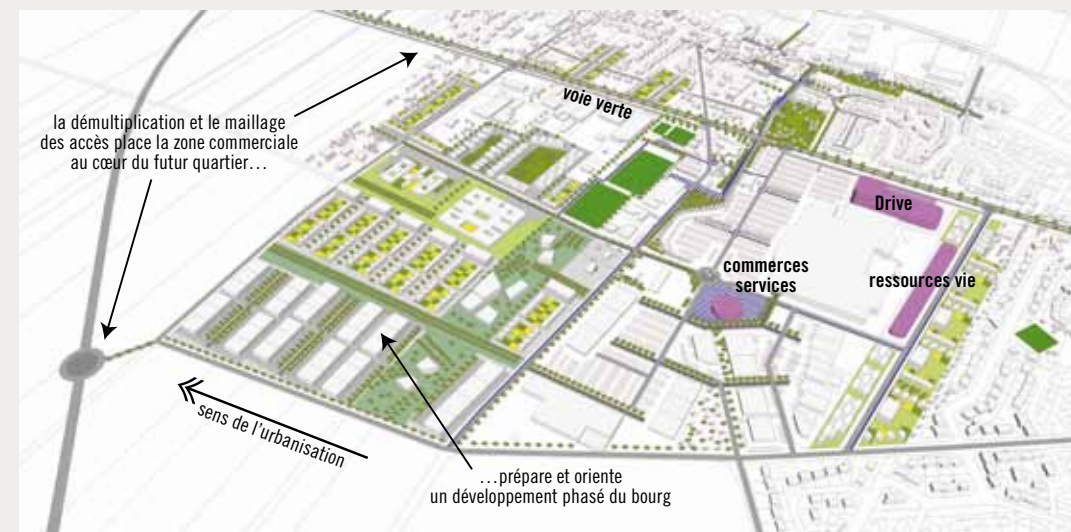 la démultiplication et le maillage
des accès place la zone commerciale
au cœur du futur quartier…
voie verte
Drive
commerces
services
ressources vie
sens de l'urbanisation
…prépare et oriente
un développement phasé du bourg